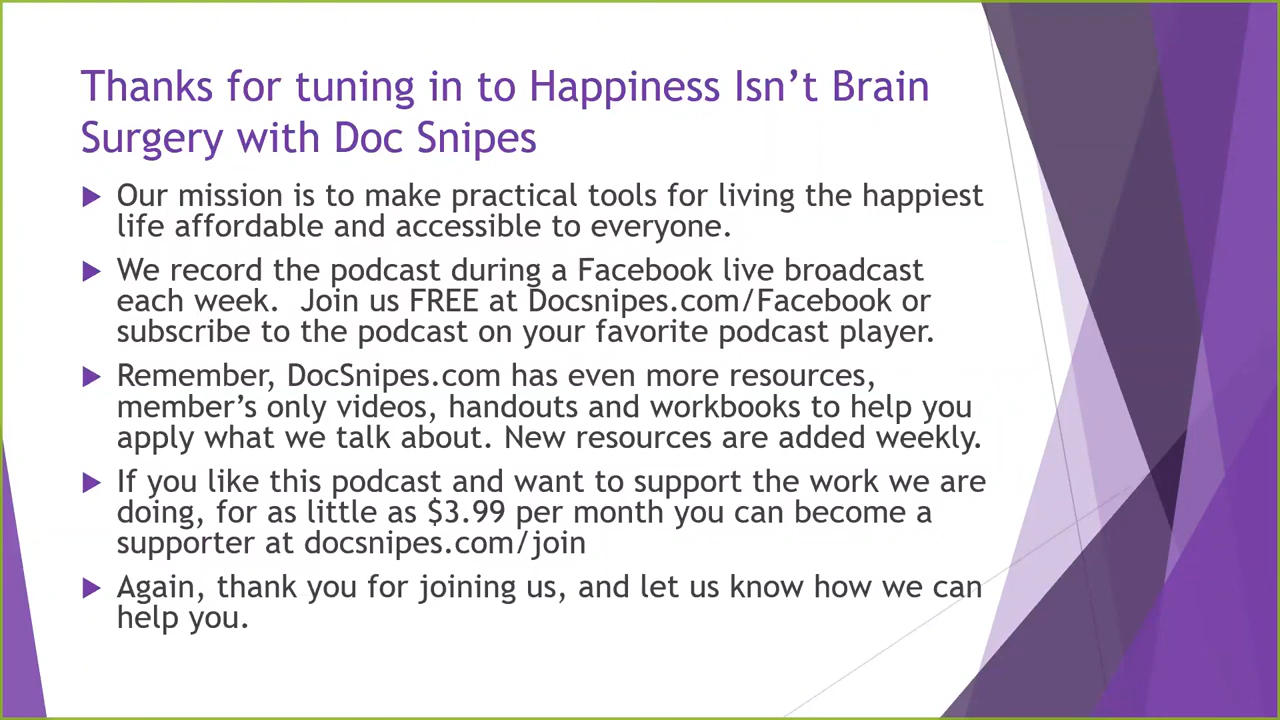 Thanks for tuning in to Happiness Isn’t Brain
Surgery with Doc Snipes
Our mission is to make practical tools for living the happiest
life affordable and accessible to everyone.
We record the podcast during a Facebook live broadcast
each week.  Join us FREE at Docsnipes.com/Facebook or
subscribe to the podcast on your favorite podcast player.
Remember, DocSnipes.com has even more resources,
member’s only videos, handouts and workbooks to help you
apply what we talk about. New resources are added weekly.
If you like this podcast and want to support the work we are
doing, for as little as $3.99 per month you can become a
supporter at docsnipes.com/join
Again, thank you for joining us, and let us know how we can
help you.